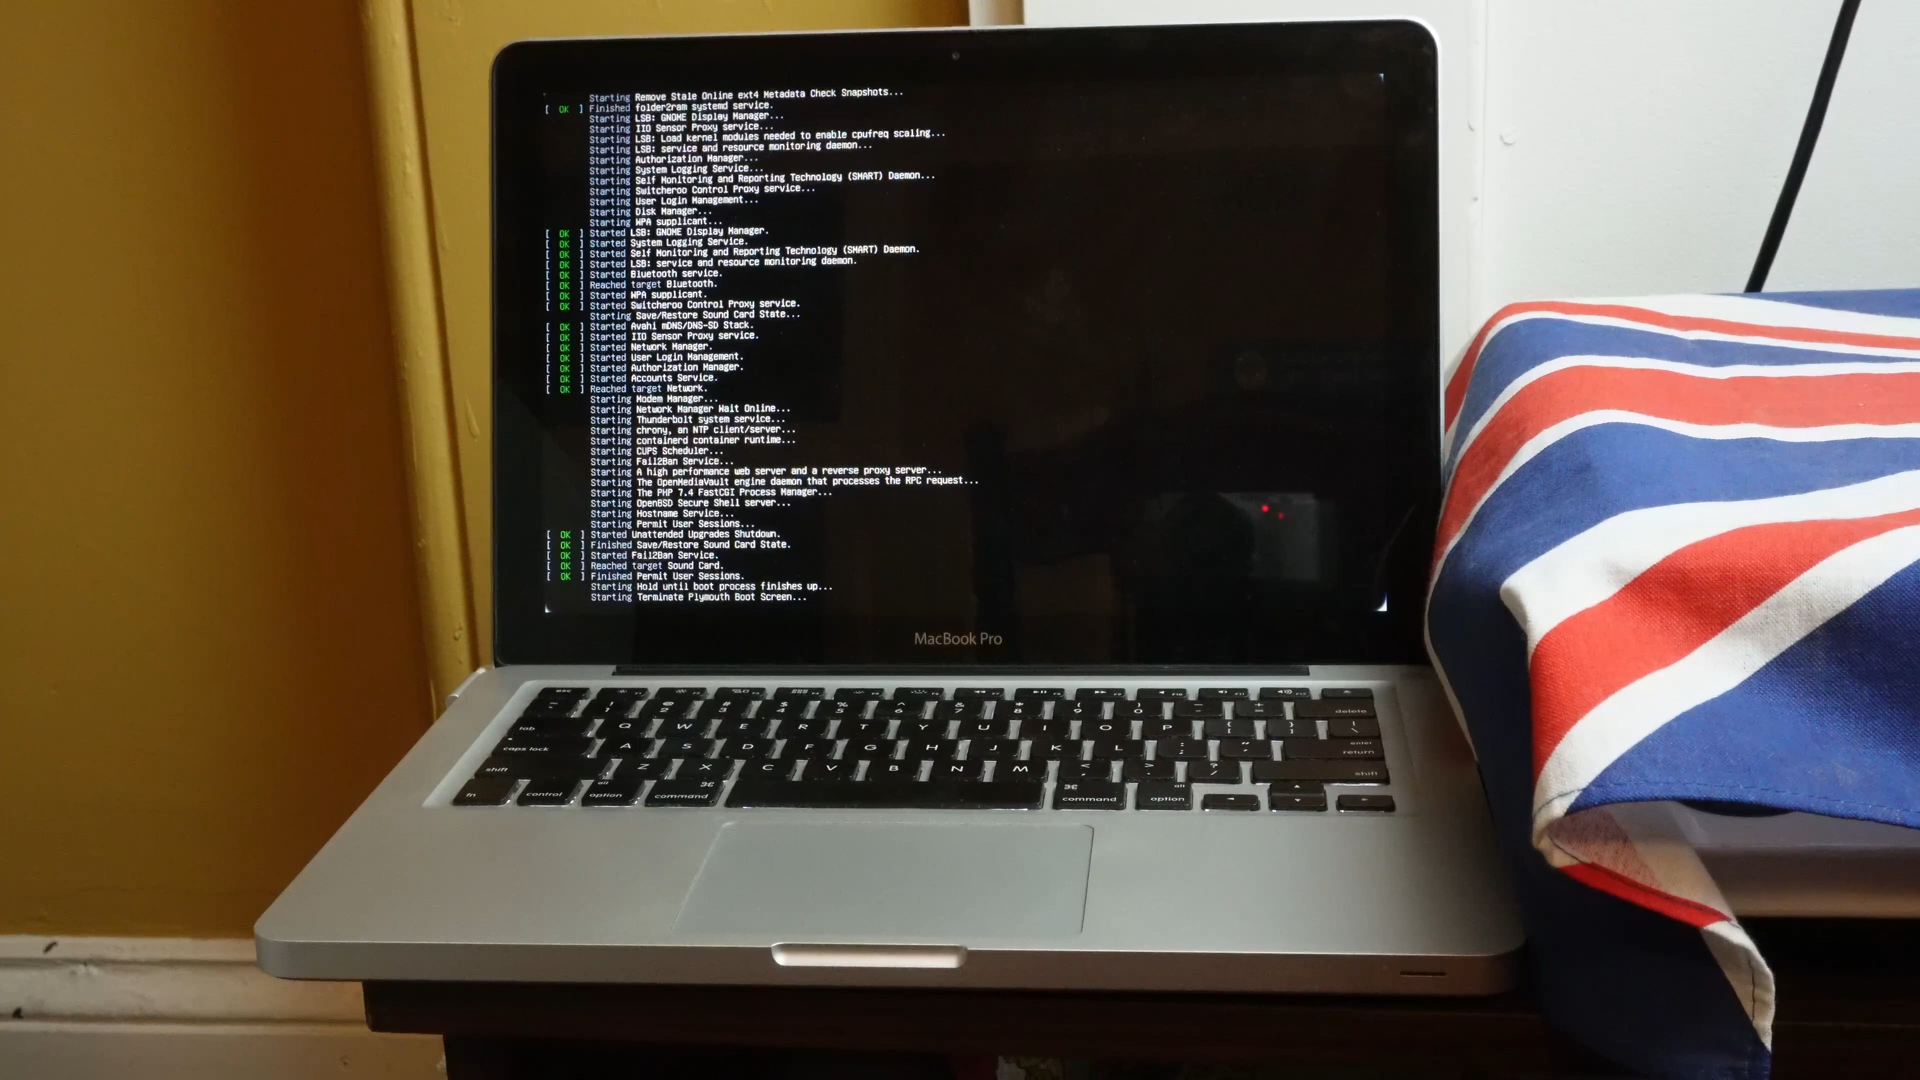 Starting Remove Stale Online ext4 Metadata Check Snapshots...
[ OK ] Finished folder2ram systemd service.
Starting LSB: GNOME Display Manager...
Starting IIO Sensor Proxy service...
Starting LSB: Load kernel modules needed to enable cpufreq scaling...
Starting LSB: service and resource monitoring daemon...
Starting Authorization Manager...
Starting System Logging Service...
Starting Self Monitoring and Reporting Technology (SMART) Daemon...
Starting Switcheroo Control Proxy service...
Starting User Login Management...
Starting Disk Manager...
Starting WPA supplicant...
[ OK ] Started LSB: GNOME Display Manager.
[ OK ] Started System Logging Service.
[ OK ] Started Self Monitoring and Reporting Technology (SMART) Daemon.
[ OK ] Started LSB: service and resource monitoring daemon.
[ OK ] Started Bluetooth service.
[ OK ] Reached target Bluetooth.
[ OK ] Started WPA supplicant.
[ OK ] Started Switcheroo Control Proxy service.
Starting Save/Restore Sound Card State...
[ OK ] Started Avahi mDNS/DNS-SD Stack.
[ OK ] Started IIO Sensor Proxy service.
[ OK ] Started Network Manager.
[ OK ] Started User Login Management.
[ OK ] Started Authorization Manager.
[ OK ] Started Accounts Service.
[ OK ] Reached target Network.
Starting Modem Manager...
Starting Network Manager Wait Online...
Starting Thunderbolt system service...
Starting chrony, an NTP client/server...
Starting containerd container runtime...
Starting CUPS Scheduler...
Starting Fail2Ban Service...
Starting A high performance web server and a reverse proxy server...
Starting The OpenMediaVault engine daemon that processes the RPC request...
Starting The PHP 7.4 FastCGI Process Manager...
Starting OpenBSD Secure Shell server...
Starting Hostname Service...
Starting Permit User Sessions...
[ OK ] Started Unattended Upgrades Shutdown.
[ OK ] Finished Save/Restore Sound Card State.
[ OK ] Started Fail2Ban Service.
[ OK ] Reached target Sound Card.
[ OK ] Finished Permit User Sessions.
Starting Hold until boot process finishes up...
Starting Terminate Plymouth Boot Screen...
MacBook Pro
esc
! @ # $ % ^ & * ( )
1 2 3 4 5 6 7 8 9 0 delete
tab Q W E R T Y U I O P
caps lock A S D F G H J K L enter return
shift Z X C V B N M shift
fn control alt option ⌘ command ⌘ command alt option